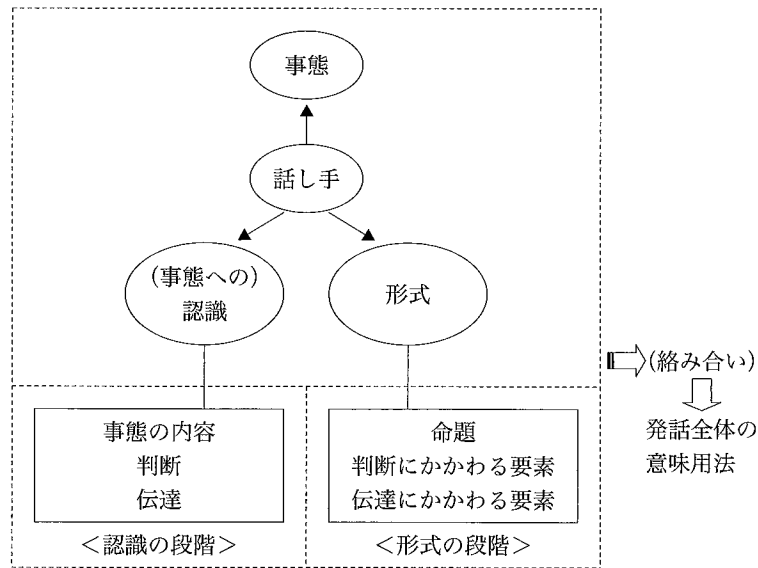 事態
話し手
(事態への)
認識
形式
(絡み合い)
発話全体の
意味用法
事態の内容
判断
伝達
命題
判断にかかわる要素
伝達にかかわる要素
＜認識の段階＞
＜形式の段階＞